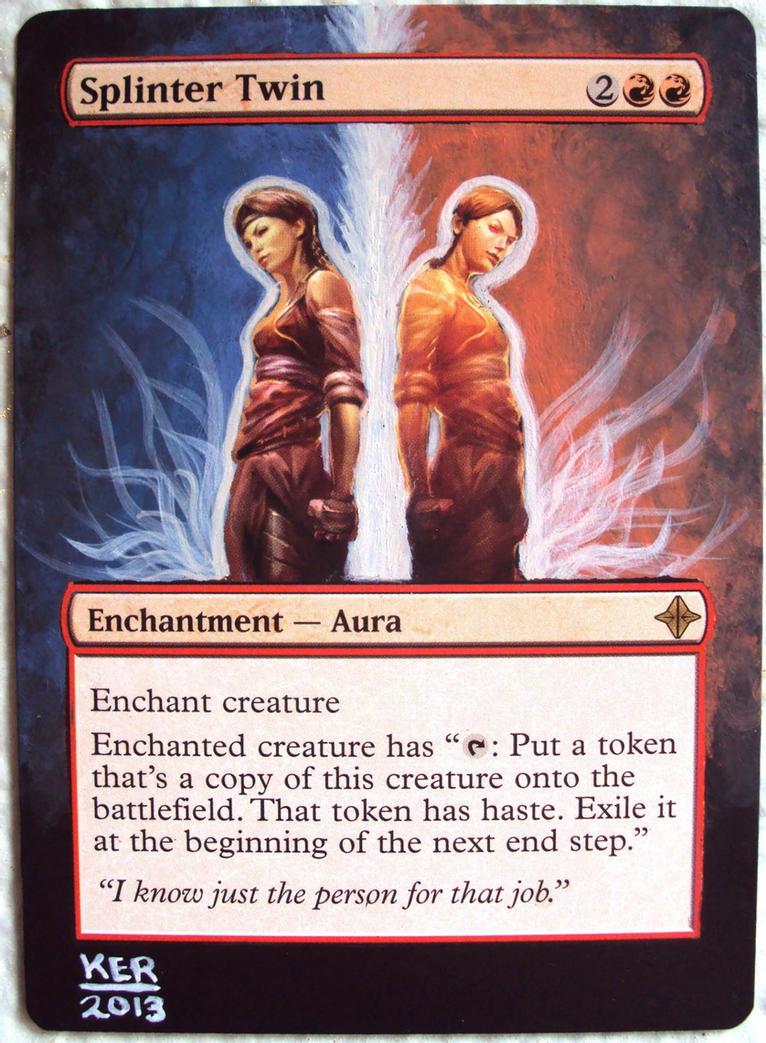 Splinter Twin 2
Enchantment — Aura
Enchant creature
Enchanted creature has “ : Put a token
that's a copy of this creature onto the
battlefield. That token has haste. Exile it
at the beginning of the next end step.”
“I know just the person for that job.”
KER
2013